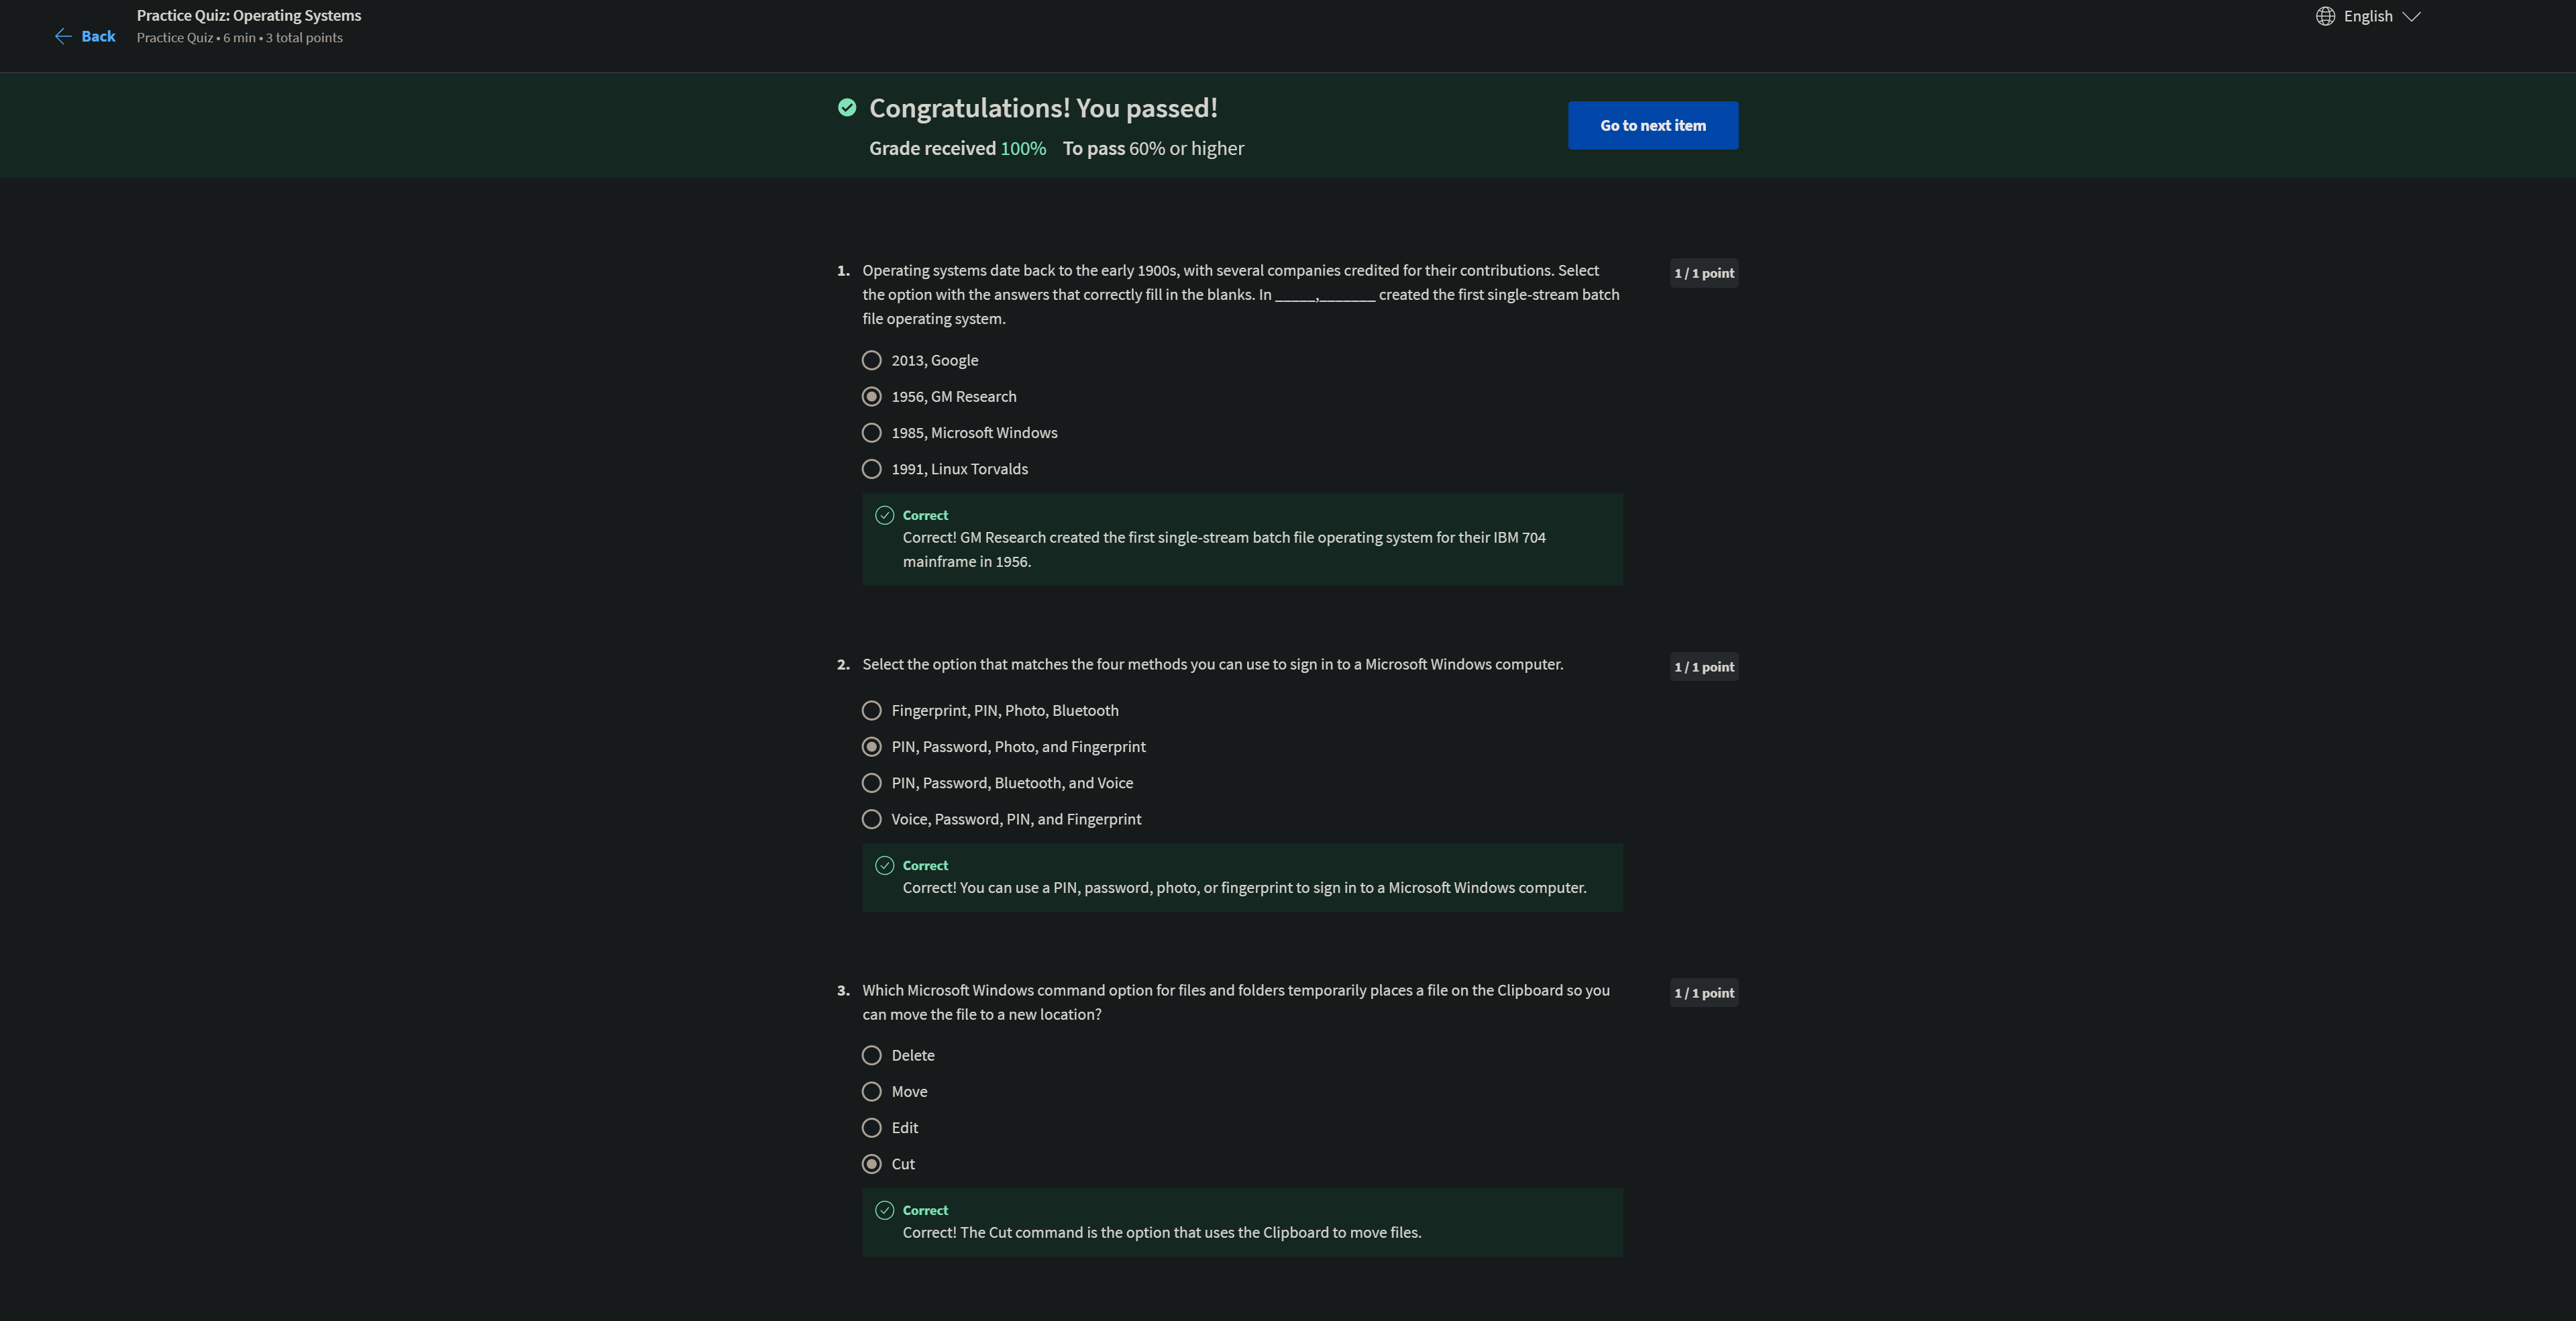 Practice Quiz: Operating Systems
Back
Practice Quiz • 6 min • 3 total points
English
Congratulations! You passed!
Grade received 100% To pass 60% or higher
Go to next item
1. Operating systems date back to the early 1900s, with several companies credited for their contributions. Select
the option with the answers that correctly fill in the blanks. In _____,_______ created the first single-stream batch
file operating system.
1 / 1 point
2013, Google
1956, GM Research
1985, Microsoft Windows
1991, Linux Torvalds
Correct
Correct! GM Research created the first single-stream batch file operating system for their IBM 704
mainframe in 1956.
2. Select the option that matches the four methods you can use to sign in to a Microsoft Windows computer.
1 / 1 point
Fingerprint, PIN, Photo, Bluetooth
PIN, Password, Photo, and Fingerprint
PIN, Password, Bluetooth, and Voice
Voice, Password, PIN, and Fingerprint
Correct
Correct! You can use a PIN, password, photo, or fingerprint to sign in to a Microsoft Windows computer.
3. Which Microsoft Windows command option for files and folders temporarily places a file on the Clipboard so you
can move the file to a new location?
1 / 1 point
Delete
Move
Edit
Cut
Correct
Correct! The Cut command is the option that uses the Clipboard to move files.